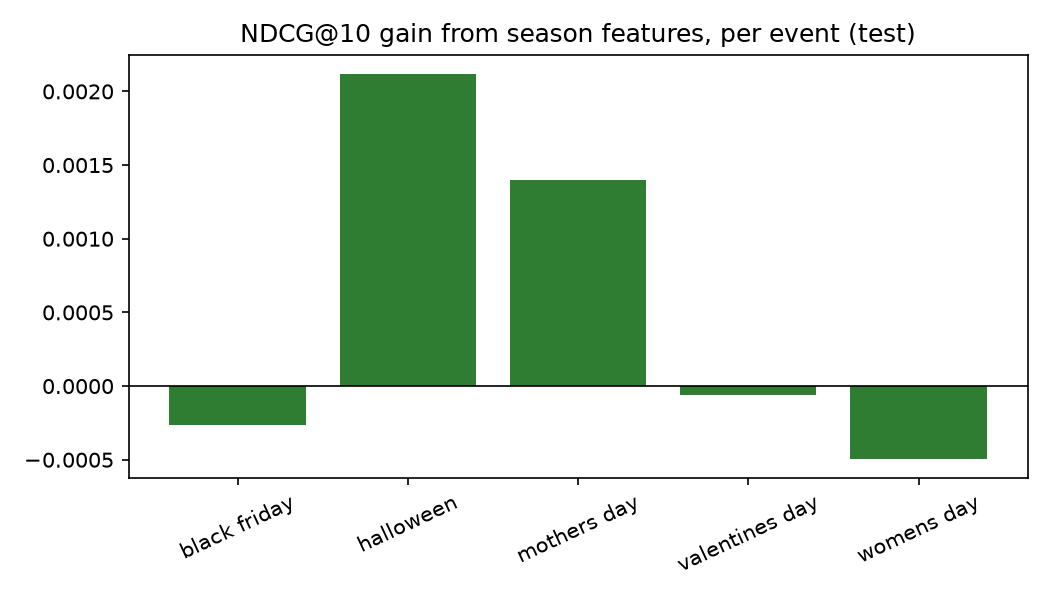 NDCG@10 gain from season features, per event (test)
0.0020
0.0015
0.0010
0.0005
0.0000
−0.0005
black friday
halloween
mothers day
valentines day
womens day